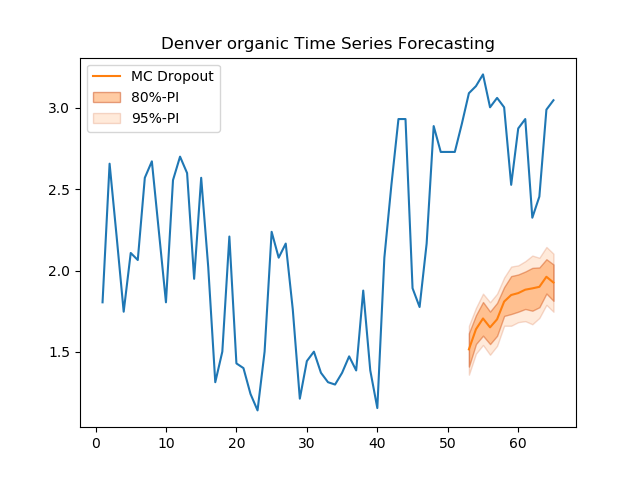 Denver organic Time Series Forecasting
MC Dropout
80%-PI
95%-PI
3.0
2.5
2.0
1.5
0 10 20 30 40 50 60